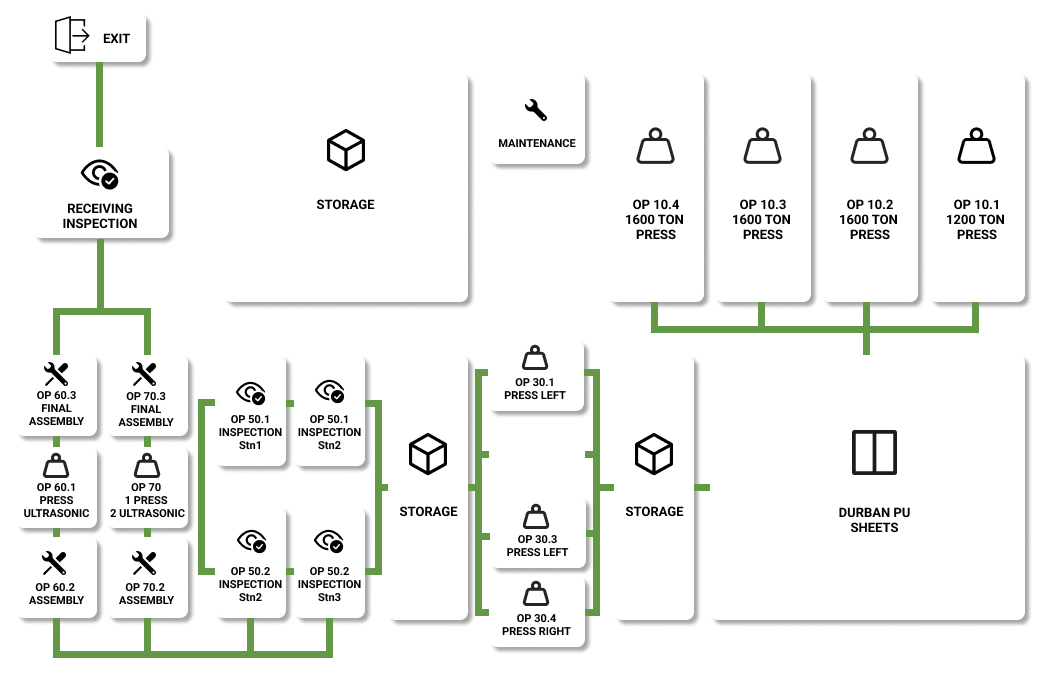 EXIT
RECEIVING
INSPECTION
STORAGE
MAINTENANCE
OP 10.4
1600 TON
PRESS
OP 10.3
1600 TON
PRESS
OP 10.2
1600 TON
PRESS
OP 10.1
1200 TON
PRESS
OP 60.3
FINAL
ASSEMBLY
OP 70.3
FINAL
ASSEMBLY
OP 60.1
PRESS
ULTRASONIC
OP 70
1 PRESS
2 ULTRASONIC
OP 60.2
ASSEMBLY
OP 70.2
ASSEMBLY
OP 50.1
INSPECTION
Stn1
OP 50.1
INSPECTION
Stn2
OP 50.2
INSPECTION
Stn2
OP 50.2
INSPECTION
Stn3
STORAGE
OP 30.1
PRESS LEFT
OP 30.3
PRESS LEFT
OP 30.4
PRESS RIGHT
STORAGE
DURBAN PU
SHEETS